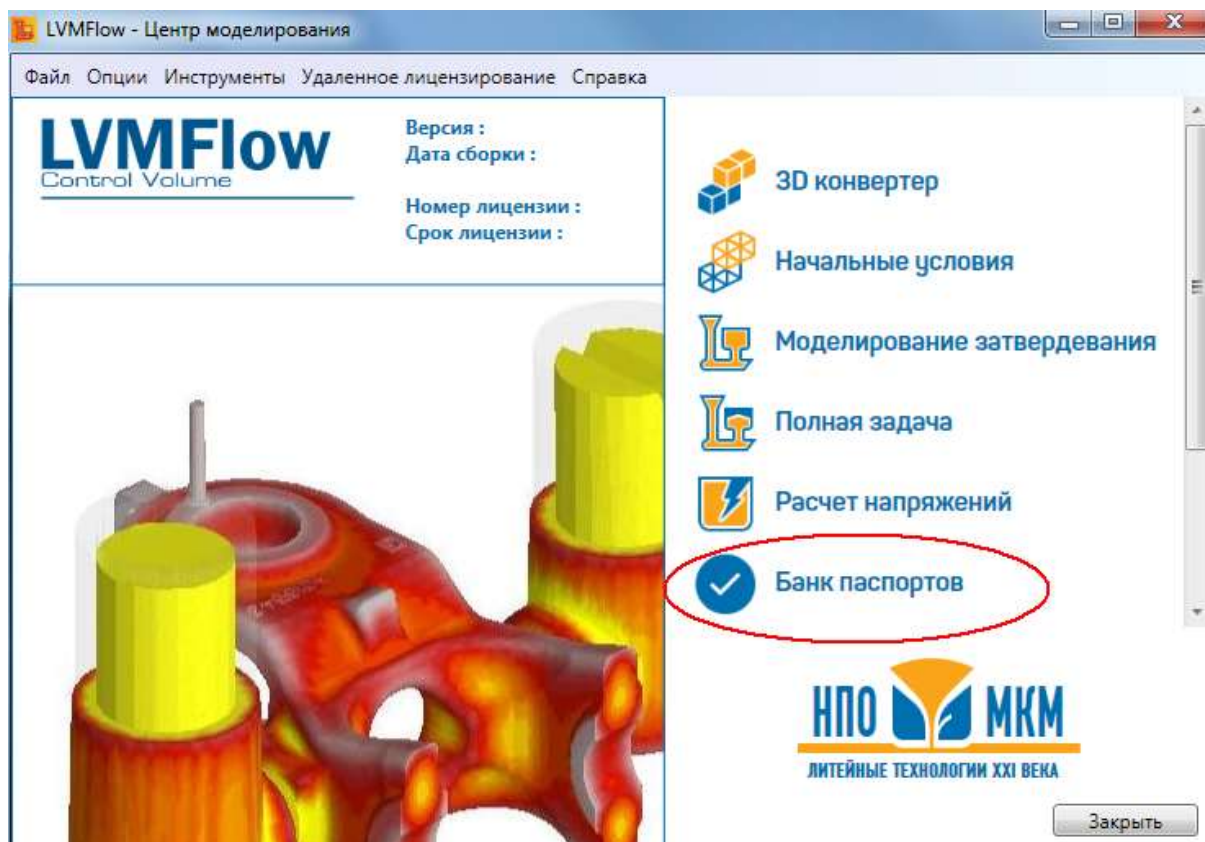 LVMFlow - Центр моделирования
Файл Опции Инструменты Удаленное лицензирование Справка
LVMFlow
Control Volume
Версия :
Дата сборки :
Номер лицензии :
Срок лицензии :
3D конвертер
Начальные условия
Моделирование затвердевания
Полная задача
Расчет напряжений
Банк паспортов
НПО МКМ
ЛИТЕЙНЫЕ ТЕХНОЛОГИИ XXI ВЕКА
Закрыть